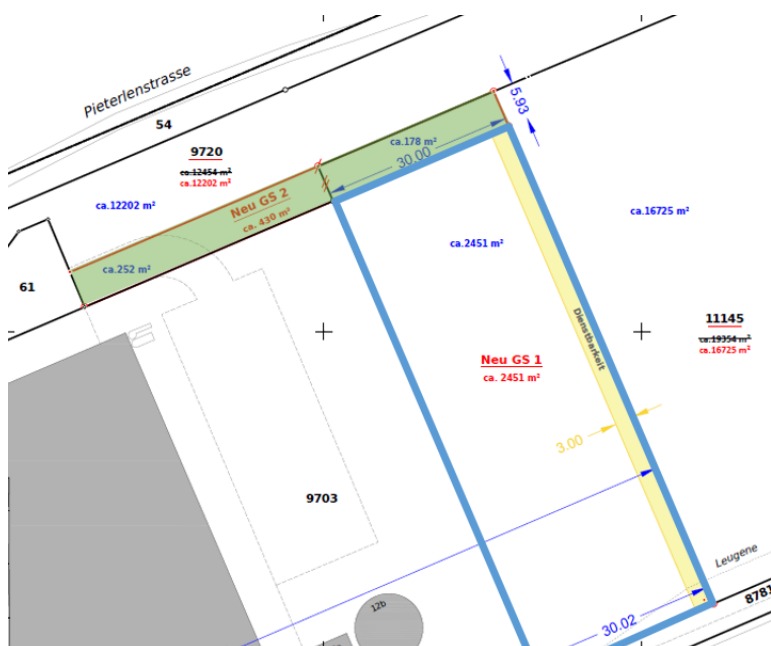 Pieterlenstrasse
54
9720
ca.12454 m²
ca.12202 m²
ca.12202 m²
5.93
ca.178 m²
30.00
Neu GS 2
ca. 430 m²
ca.252 m²
61
ca.2451 m²
ca.16725 m²
11145
ca.19354 m²
ca.16725 m²
Dienstbarkeit
Neu GS 1
ca. 2451 m²
3.00
9703
Leugene
8781
12b
30.02